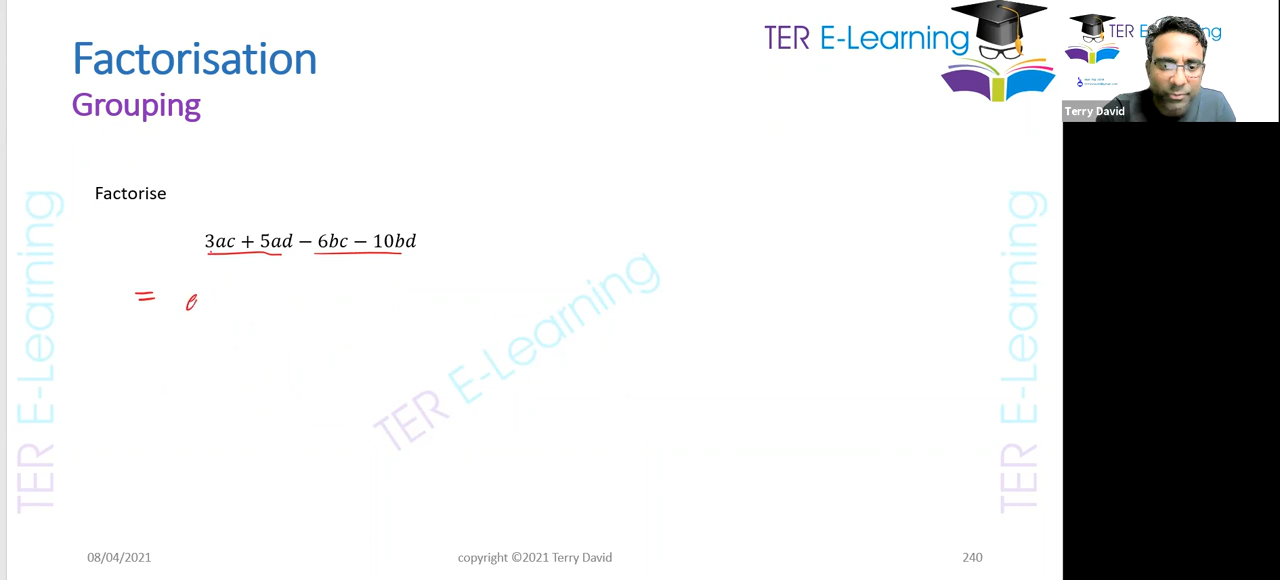 Factorisation
Grouping
TER E-Learning
TER E-Learning
Terry David
Factorise
3ac + 5ad − 6bc − 10bd
=
TER E-Learning
TER E-Learning
TER E-Learning
08/04/2021
copyright ©2021 Terry David
240